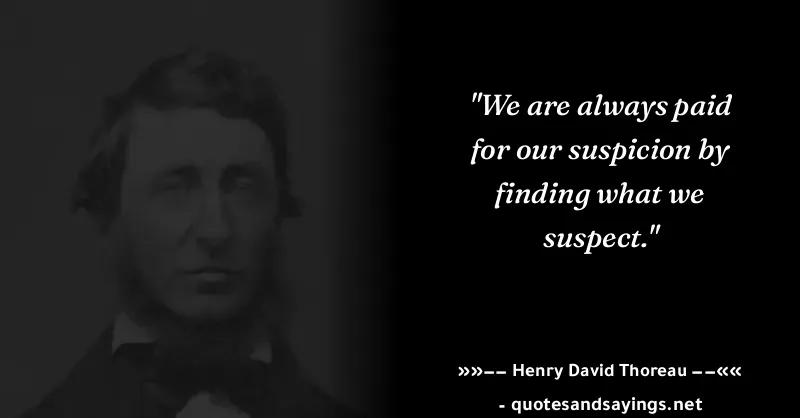 "We are always paid
for our suspicion by
finding what we
suspect."
»»—— Henry David Thoreau ——««
- quotesandsayings.net